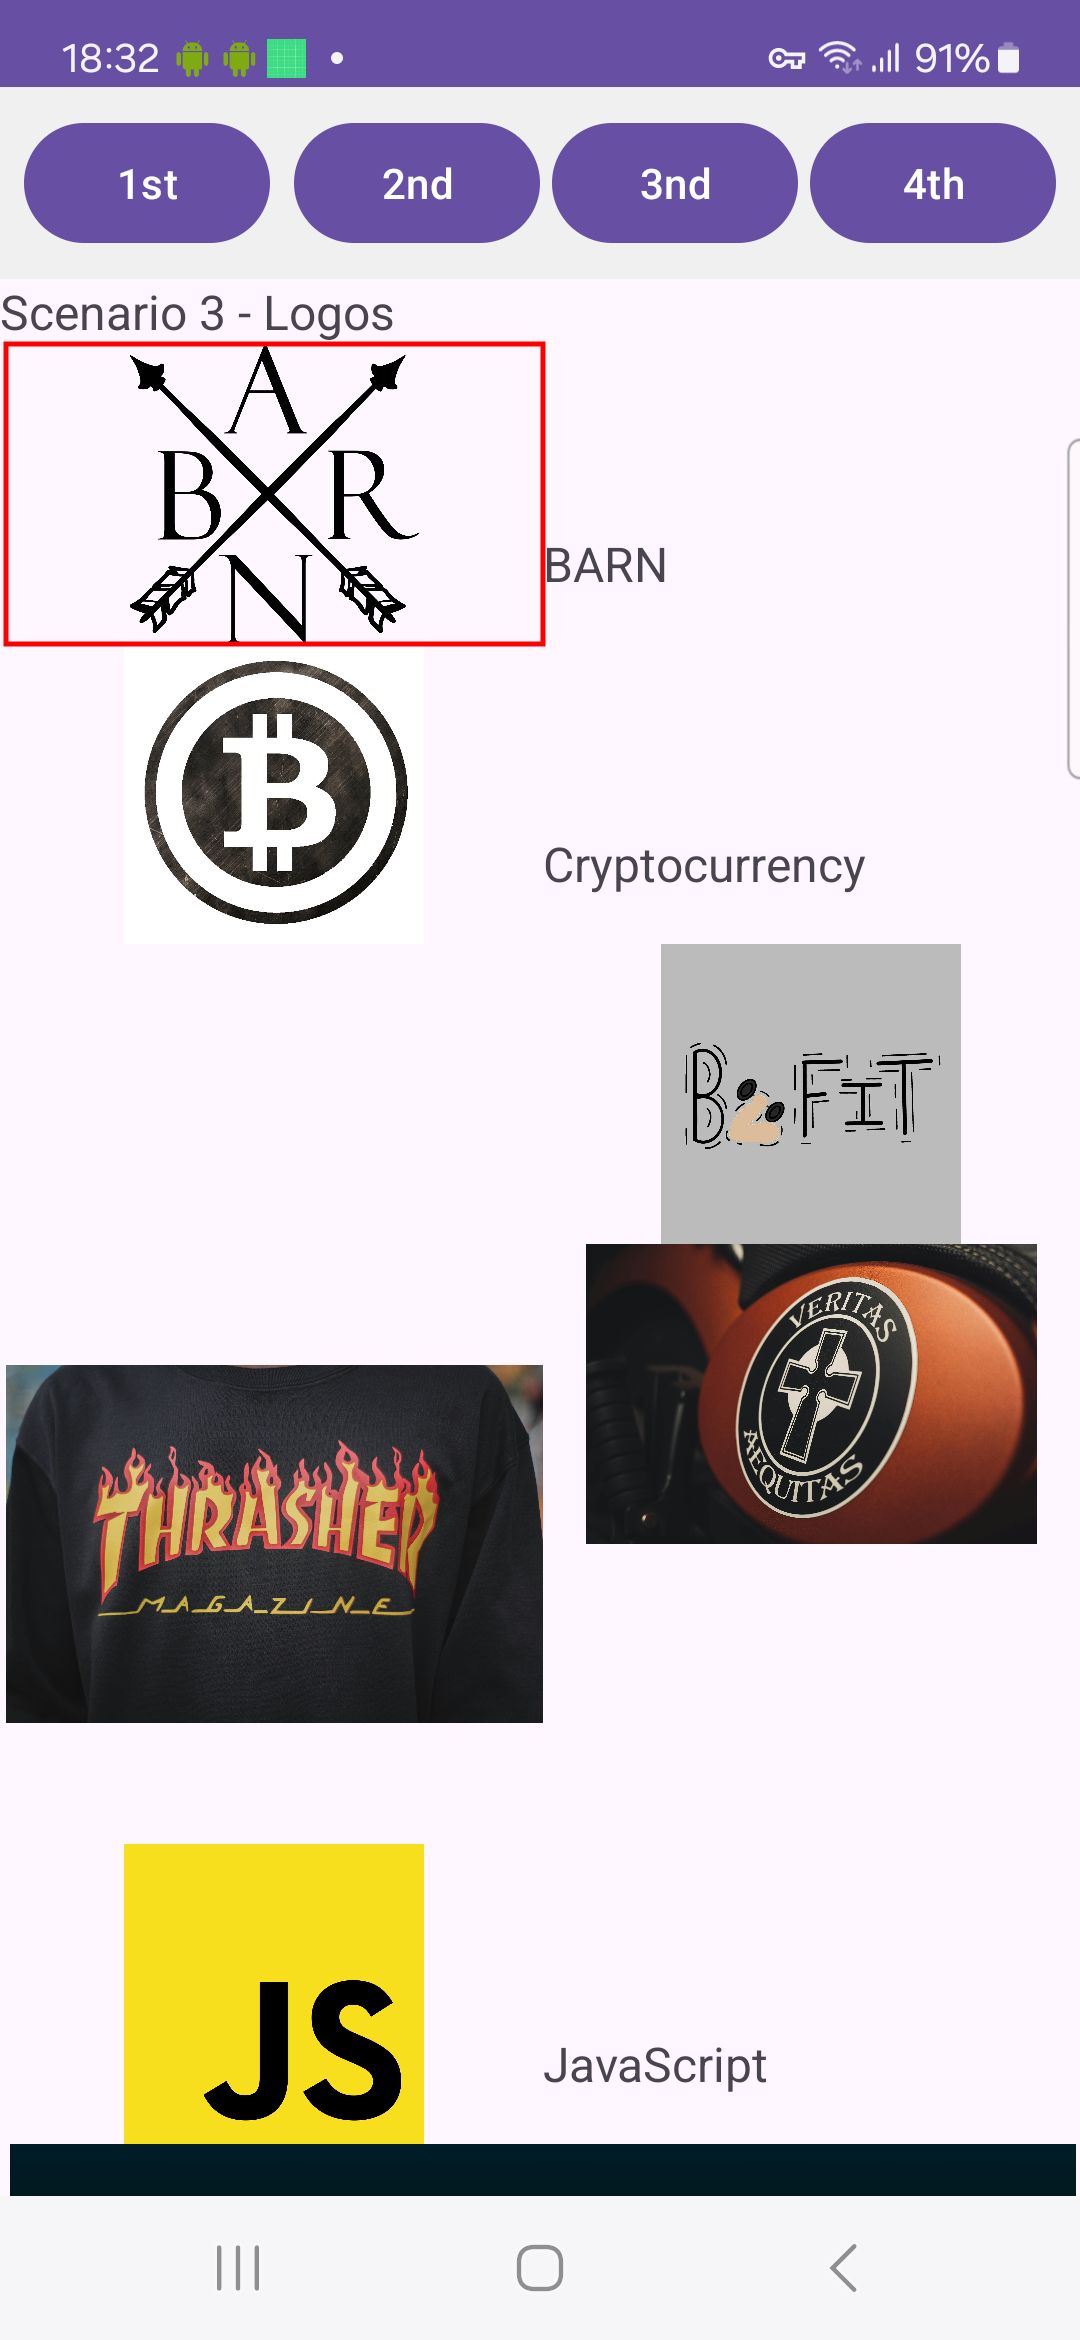 18:32
91%
1st
2nd
3nd
4th
Scenario 3 - Logos
A
B R
N
BARN
B
Cryptocurrency
B FIT
VERITAS
AEQUITAS
THRASHER
MAGAZINE
JS
JavaScript